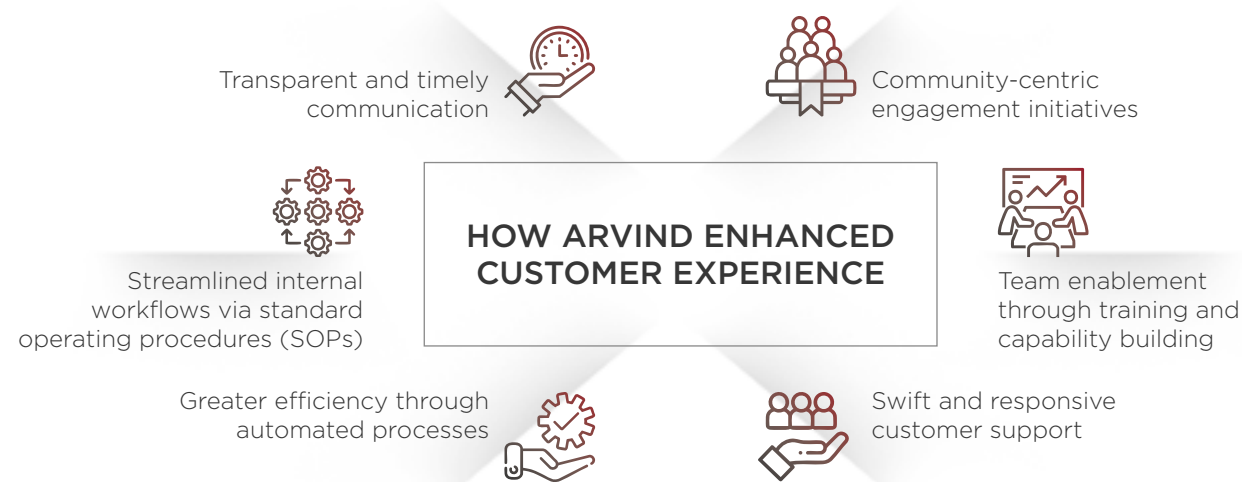 Transparent and timely
communication
Community-centric
engagement initiatives
HOW ARVIND ENHANCED
CUSTOMER EXPERIENCE
Streamlined internal
workflows via standard
operating procedures (SOPs)
Team enablement
through training and
capability building
Greater efficiency through
automated processes
Swift and responsive
customer support